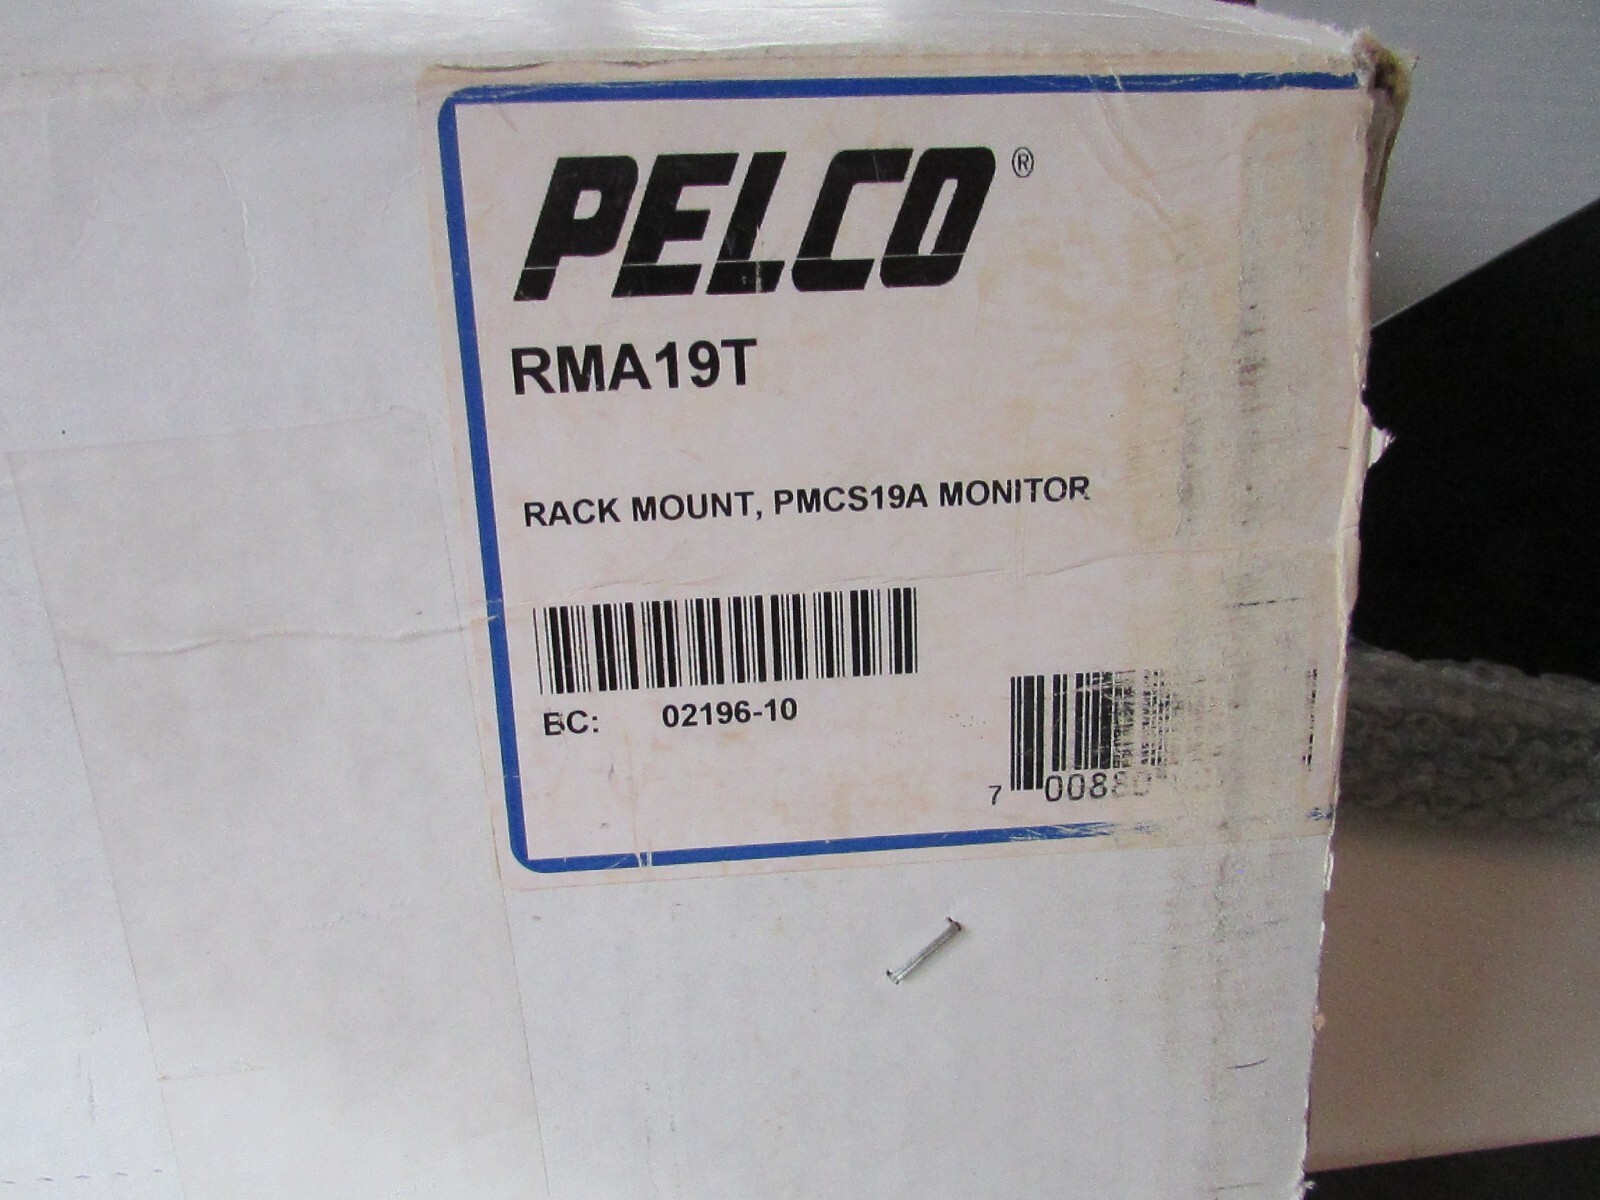 PELCO®
RMA19T
RACK MOUNT, PMCS19A MONITOR
BC: 02196-10
7 0088